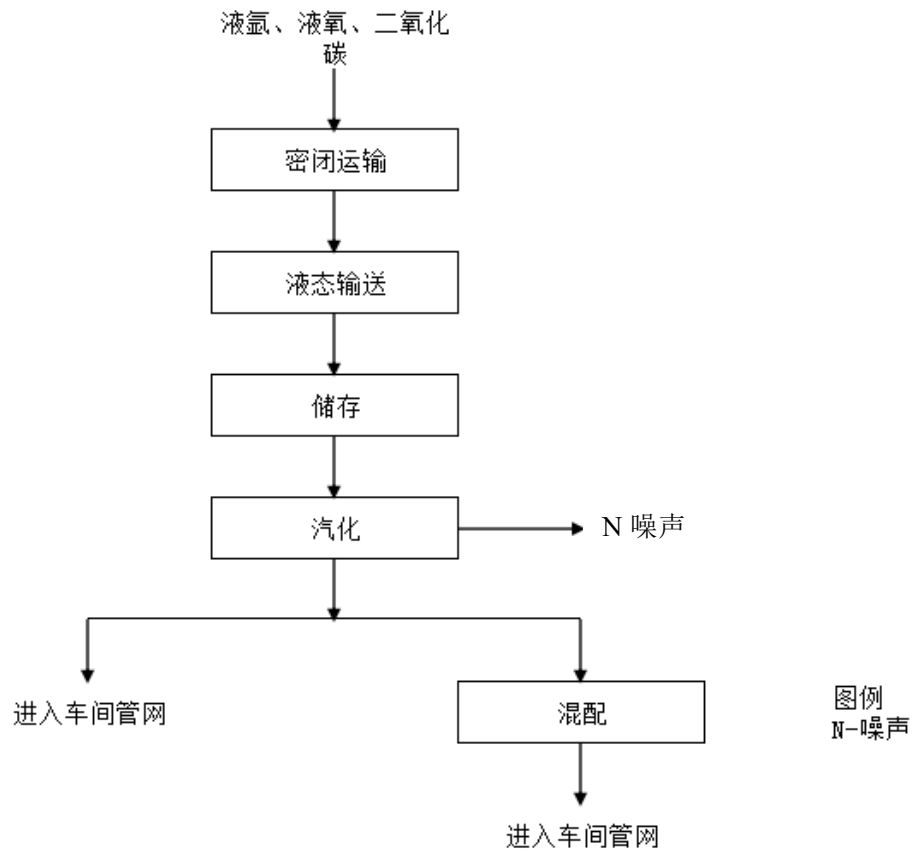 液氩、液氧、二氧化
碳
密闭运输
液态输送
储存
汽化
N 噪声
进入车间管网
混配
图例
N-噪声
进入车间管网